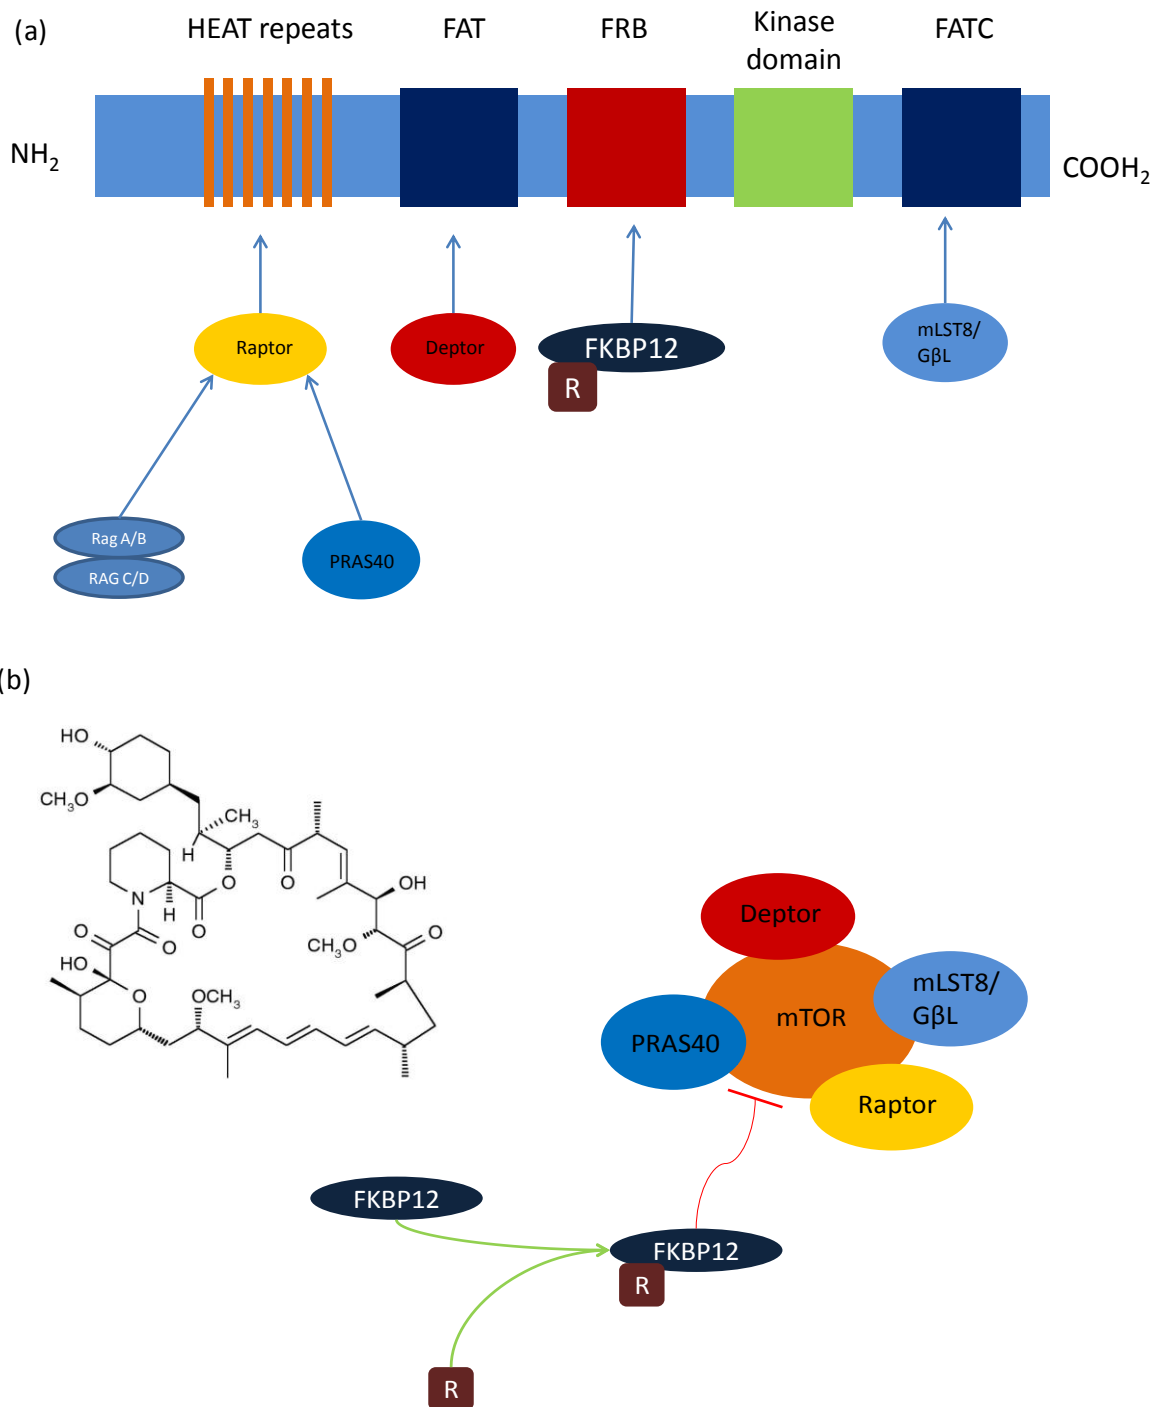 (a)
HEAT repeats
FAT
FRB
Kinase
domain
FATC
NH₂
COOH₂
Raptor
Deptor
FKBP12
R
mLST8/
GβL
Rag A/B
RAG C/D
PRAS40
(b)
HO
CH₃O
CH₃
H
O
O
OH
N
H
O
O
O
CH₃O
O
HO
O
OCH₃
Deptor
mLST8/
GβL
mTOR
PRAS40
Raptor
FKBP12
FKBP12
R
R